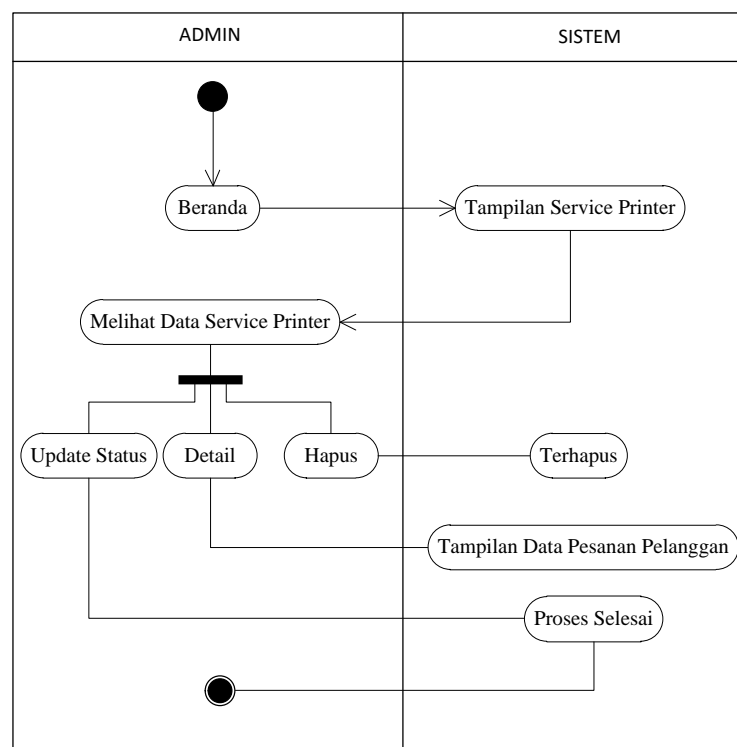 ADMIN
SISTEM
Beranda
Tampilan Service Printer
Melihat Data Service Printer
Update Status
Detail
Hapus
Terhapus
Tampilan Data Pesanan Pelanggan
Proses Selesai